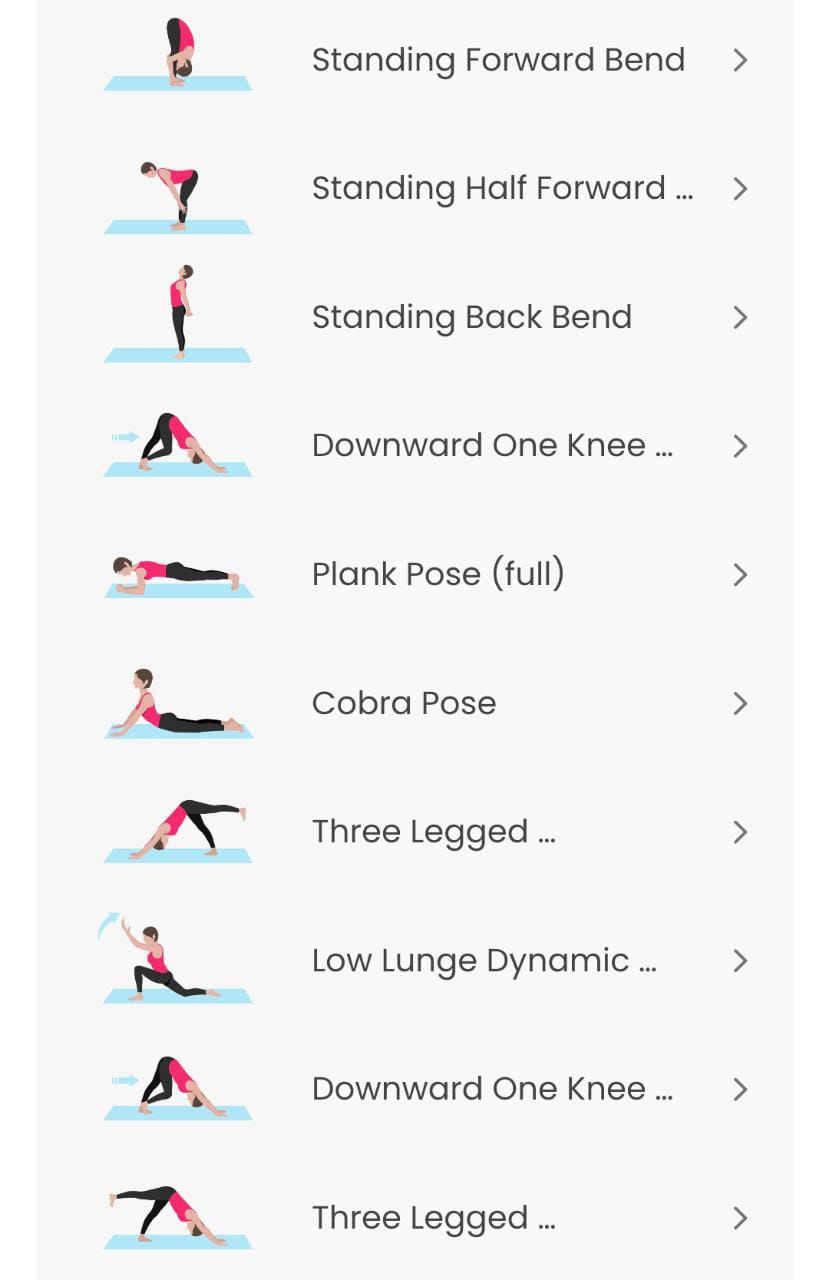 Standing Forward Bend
Standing Half Forward ...
Standing Back Bend
Downward One Knee ...
Plank Pose (full)
Cobra Pose
Three Legged ...
Low Lunge Dynamic ...
Downward One Knee ...
Three Legged ...